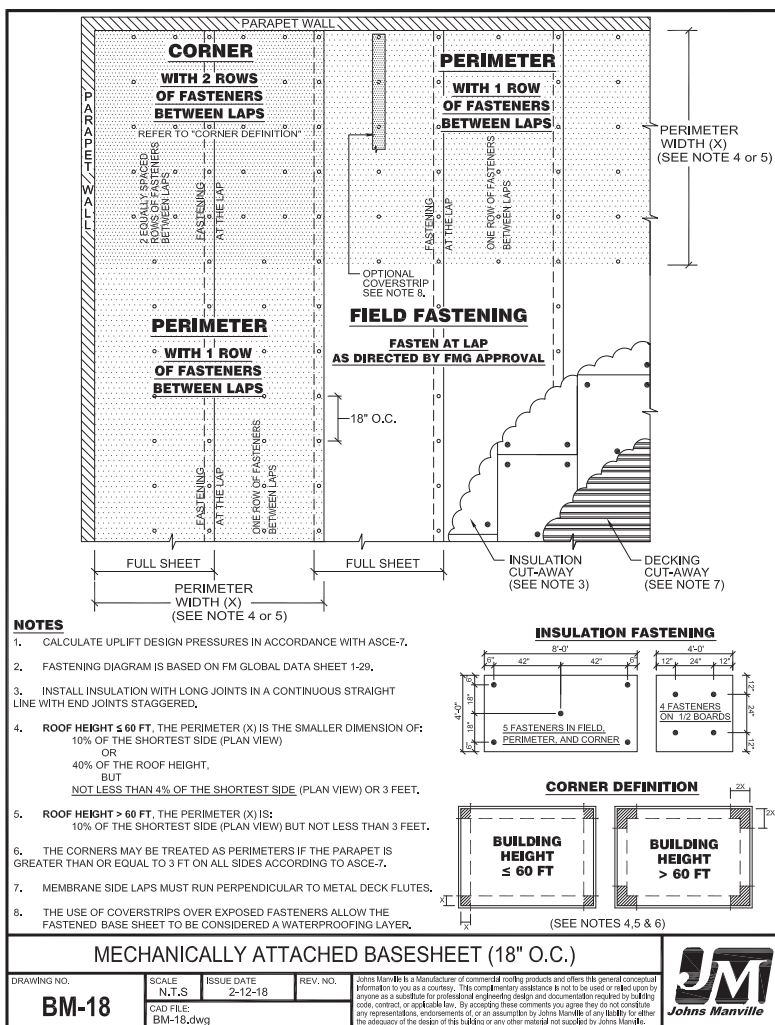 PARAPET WALL
CORNER
WITH 2 ROWS
OF FASTENERS
BETWEEN LAPS
REFER TO "CORNER DEFINITION"
PERIMETER
WITH 1 ROW
OF FASTENERS
BETWEEN LAPS
PARAPET WALL
2 EQUALLY SPACED
ROWS OF FASTENERS
BETWEEN LAPS
FASTENING
AT THE LAP
FASTENING
AT THE LAP
ONE ROW OF FASTENERS
BETWEEN LAPS
PERIMETER
WIDTH (X)
(SEE NOTE 4 or 5)
OPTIONAL
COVERSTRIP
SEE NOTE 8.
PERIMETER
WITH 1 ROW
OF FASTENERS
BETWEEN LAPS
FIELD FASTENING
FASTEN AT LAP
AS DIRECTED BY FMG APPROVAL
18" O.C.
FASTENING
AT THE LAP
ONE ROW OF FASTENERS
BETWEEN LAPS
FULL SHEET
FULL SHEET
INSULATION
CUT-AWAY
(SEE NOTE 3)
DECKING
CUT-AWAY
(SEE NOTE 7)
PERIMETER
WIDTH (X)
(SEE NOTE 4 or 5)
NOTES
1. CALCULATE UPLIFT DESIGN PRESSURES IN ACCORDANCE WITH ASCE-7.
2. FASTENING DIAGRAM IS BASED ON FM GLOBAL DATA SHEET 1-29.
3. INSTALL INSULATION WITH LONG JOINTS IN A CONTINUOUS STRAIGHT
LINE WITH END JOINTS STAGGERED.
4. ROOF HEIGHT ≤ 60 FT, THE PERIMETER (X) IS THE SMALLER DIMENSION OF:
10% OF THE SHORTEST SIDE (PLAN VIEW)
OR
40% OF THE ROOF HEIGHT,
BUT
NOT LESS THAN 4% OF THE SHORTEST SIDE (PLAN VIEW) OR 3 FEET.
5. ROOF HEIGHT > 60 FT, THE PERIMETER (X) IS:
10% OF THE SHORTEST SIDE (PLAN VIEW) BUT NOT LESS THAN 3 FEET.
6. THE CORNERS MAY BE TREATED AS PERIMETERS IF THE PARAPET IS
GREATER THAN OR EQUAL TO 3 FT ON ALL SIDES ACCORDING TO ASCE-7.
7. MEMBRANE SIDE LAPS MUST RUN PERPENDICULAR TO METAL DECK FLUTES.
8. THE USE OF COVERSTRIPS OVER EXPOSED FASTENERS ALLOW THE
FASTENED BASE SHEET TO BE CONSIDERED A WATERPROOFING LAYER.
INSULATION FASTENING
8'-0'
6" 42" 42" 6"
4'-0"
6" 18" 18" 6"
5 FASTENERS IN FIELD,
PERIMETER, AND CORNER
4'-0"
12" 24" 12"
4 FASTENERS
ON 1/2 BOARDS
12" 24" 12"
CORNER DEFINITION
BUILDING
HEIGHT
≤ 60 FT
X
X
BUILDING
HEIGHT
> 60 FT
2X
2X
(SEE NOTES 4,5 & 6)
MECHANICALLY ATTACHED BASESHEET (18" O.C.)
DRAWING NO.
BM-18
SCALE
N.T.S
ISSUE DATE
2-12-18
REV. NO.
CAD FILE:
BM-18.dwg
Johns Manville is a Manufacturer of commercial roofing products and offers this general conceptual
information to you as a courtesy. This complimentary assistance is not to be used or relied upon by
anyone as a substitute for professional engineering design and documentation required by building
code, contract, or applicable law. By accepting these comments you agree they do not constitute
any representations, endorsements of, or an assumption by Johns Manville of any liability for either
the adequacy of the design of this building or any other material not supplied by Johns Manville.
JM
Johns Manville